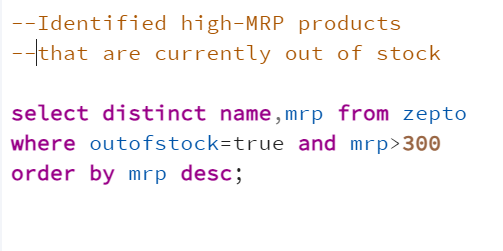 --Identified high-MRP products
--that are currently out of stock
select distinct name,mrp from zepto
where outofstock=true and mrp>300
order by mrp desc;